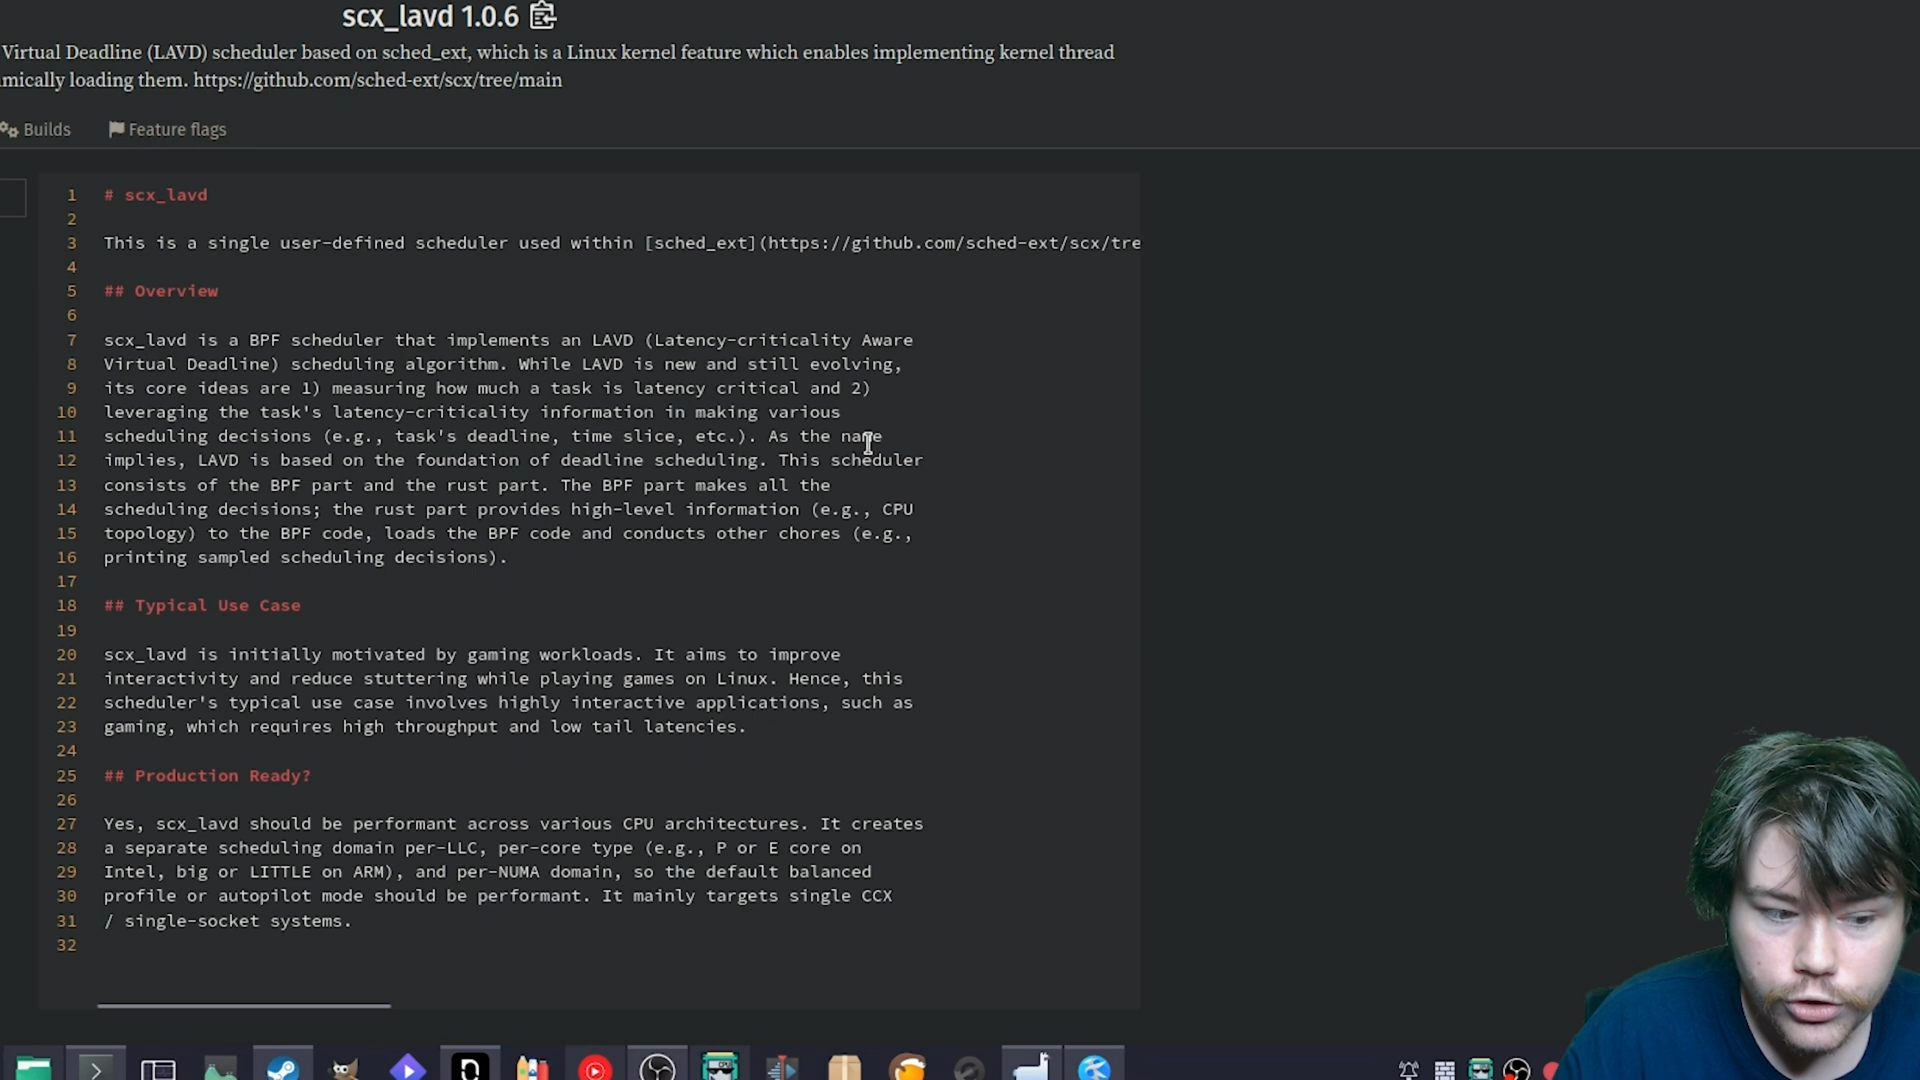 scx_lavd 1.0.6
Virtual Deadline (LAVD) scheduler based on sched_ext, which is a Linux kernel feature which enables implementing kernel thread
mically loading them. https://github.com/sched-ext/scx/tree/main
Builds Feature flags
1 # scx_lavd
2
3 This is a single user-defined scheduler used within [sched_ext](https://github.com/sched-ext/scx/tre
4
5 ## Overview
6
7 scx_lavd is a BPF scheduler that implements an LAVD (Latency-criticality Aware
8 Virtual Deadline) scheduling algorithm. While LAVD is new and still evolving,
9 its core ideas are 1) measuring how much a task is latency critical and 2)
10 leveraging the task's latency-criticality information in making various
11 scheduling decisions (e.g., task's deadline, time slice, etc.). As the name
12 implies, LAVD is based on the foundation of deadline scheduling. This scheduler
13 consists of the BPF part and the rust part. The BPF part makes all the
14 scheduling decisions; the rust part provides high-level information (e.g., CPU
15 topology) to the BPF code, loads the BPF code and conducts other chores (e.g.,
16 printing sampled scheduling decisions).
17
18 ## Typical Use Case
19
20 scx_lavd is initially motivated by gaming workloads. It aims to improve
21 interactivity and reduce stuttering while playing games on Linux. Hence, this
22 scheduler's typical use case involves highly interactive applications, such as
23 gaming, which requires high throughput and low tail latencies.
24
25 ## Production Ready?
26
27 Yes, scx_lavd should be performant across various CPU architectures. It creates
28 a separate scheduling domain per-LLC, per-core type (e.g., P or E core on
29 Intel, big or LITTLE on ARM), and per-NUMA domain, so the default balanced
30 profile or autopilot mode should be performant. It mainly targets single CCX
31 / single-socket systems.
32